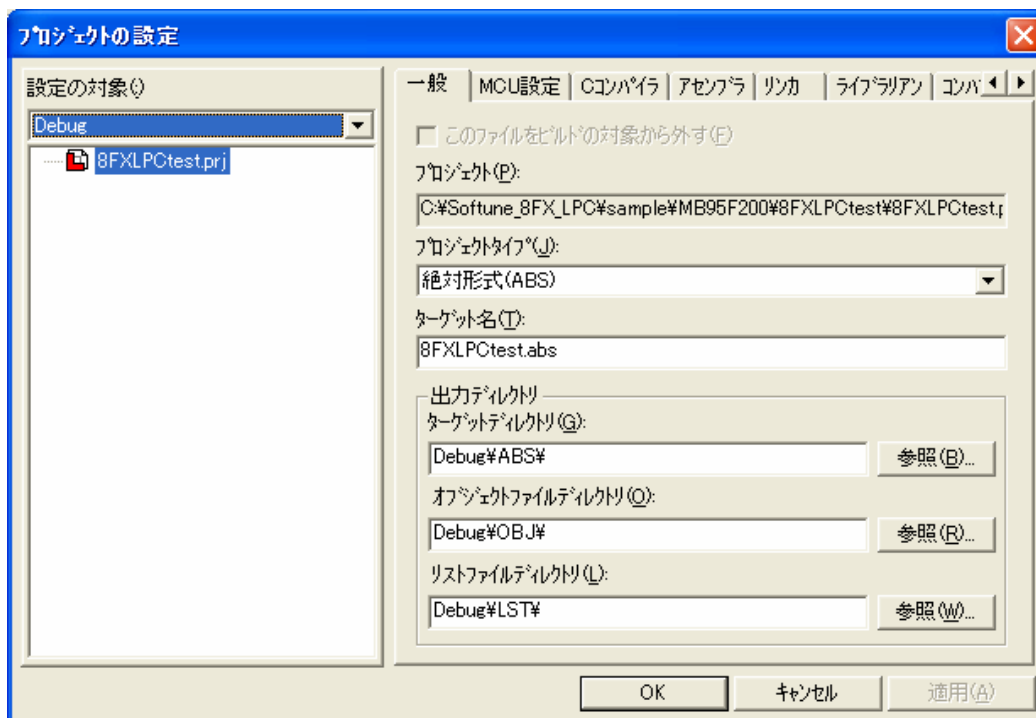 プロジェクトの設定
設定の対象(:)
Debug
8FXLPCtest.prj
一般
MCU設定
Cコンパイラ
アセンブラ
リンカ
ライブラリアン
コンバ
このファイルをビルドの対象から外す(F)
プロジェクト(P):
C:¥Softune_8FX_LPC¥sample¥MB95F200¥8FXLPCtest¥8FXLPCtest.p
プロジェクトタイプ(J):
絶対形式(ABS)
ターゲット名(T):
8FXLPCtest.abs
出力ディレクトリ
ターゲットディレクトリ(G):
Debug¥ABS¥
参照(B)...
オブジェクトファイルディレクトリ(O):
Debug¥OBJ¥
参照(R)...
リストファイルディレクトリ(L):
Debug¥LST¥
参照(W)...
OK
キャンセル
適用(A)